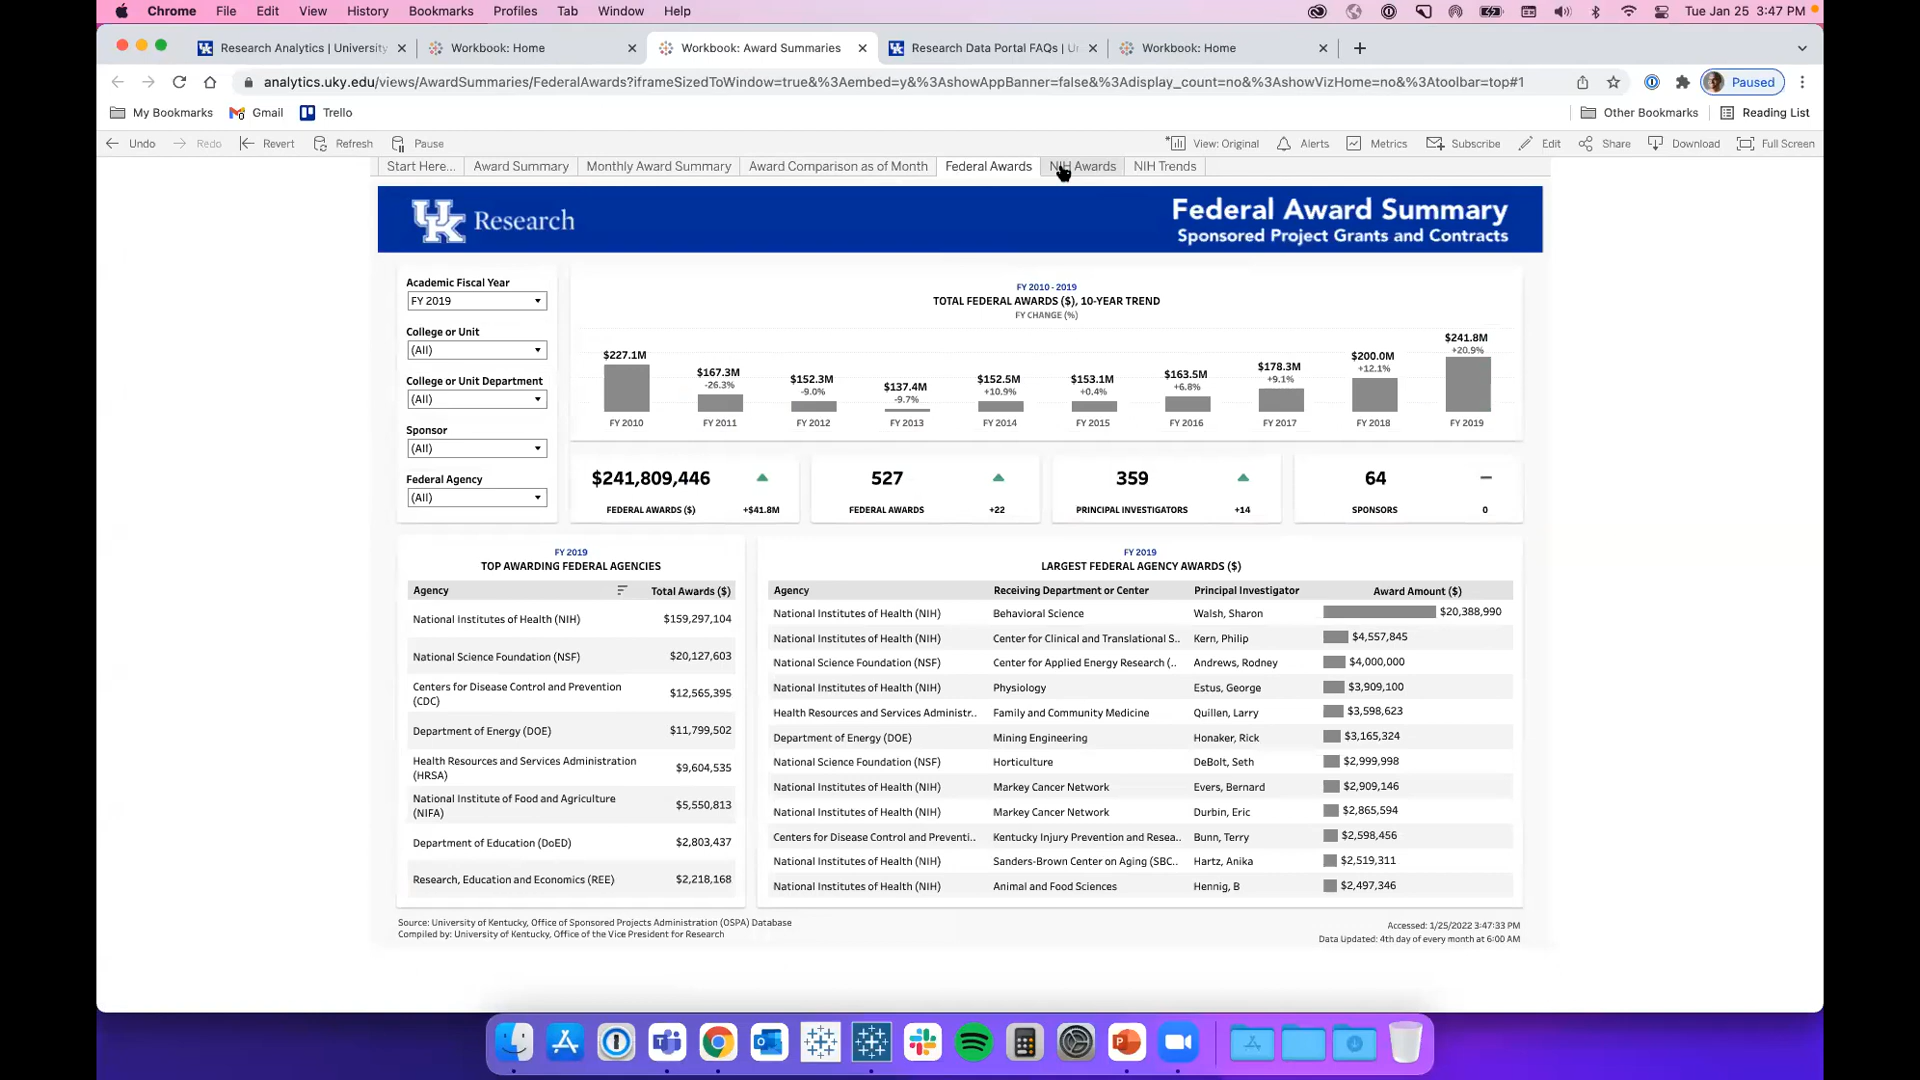 Chrome File Edit View History Bookmarks Profiles Tab Window Help Tue Jan 25 3:47 PM
Research Analytics | University Workbook: Home Workbook: Award Summaries Research Data Portal FAQs | Workbook: Home
analytics.uky.edu/views/AwardSummaries/FederalAwards?iframeSizedToWindow=true&%3Aembed=y&%3AshowAppBanner=false&%3Adisplay_count=no&%3AshowVizHome=no&%3Atoolbar=top#1 Paused
My Bookmarks Gmail Trello Other Bookmarks Reading List
Undo Redo Revert Refresh Pause View: Original Alerts Metrics Subscribe Edit Share Download Full Screen
Start Here... Award Summary Monthly Award Summary Award Comparison as of Month Federal Awards NIH Awards NIH Trends
UK Research Federal Award Summary
Sponsored Project Grants and Contracts
Academic Fiscal Year
FY 2019
College or Unit
(All)
College or Unit Department
(All)
Sponsor
(All)
Federal Agency
(All)
FY 2010 - 2019
TOTAL FEDERAL AWARDS ($), 10-YEAR TREND
FY CHANGE (%)
$227.1M $167.3M $152.3M $137.4M $152.5M $153.1M $163.5M $178.3M $200.0M $241.8M
-26.3% -9.0% -9.7% +10.9% +0.4% +6.8% +9.1% +12.1% +20.9%
FY 2010 FY 2011 FY 2012 FY 2013 FY 2014 FY 2015 FY 2016 FY 2017 FY 2018 FY 2019
$241,809,446 527 359 64
FEDERAL AWARDS ($) +$41.8M FEDERAL AWARDS +22 PRINCIPAL INVESTIGATORS +14 SPONSORS 0
FY 2019
TOP AWARDING FEDERAL AGENCIES
Agency Total Awards ($)
National Institutes of Health (NIH) $159,297,104
National Science Foundation (NSF) $20,127,603
Centers for Disease Control and Prevention
(CDC) $12,565,395
Department of Energy (DOE) $11,799,502
Health Resources and Services Administration
(HRSA) $9,604,535
National Institute of Food and Agriculture
(NIFA) $5,550,813
Department of Education (DoED) $2,803,437
Research, Education and Economics (REE) $2,218,168
FY 2019
LARGEST FEDERAL AGENCY AWARDS ($)
Agency Receiving Department or Center Principal Investigator Award Amount ($)
National Institutes of Health (NIH) Behavioral Science Walsh, Sharon $20,388,990
National Institutes of Health (NIH) Center for Clinical and Translational S.. Kern, Philip $4,557,845
National Science Foundation (NSF) Center for Applied Energy Research (.. Andrews, Rodney $4,000,000
National Institutes of Health (NIH) Physiology Estus, George $3,909,100
Health Resources and Services Administr.. Family and Community Medicine Quillen, Larry $3,598,623
Department of Energy (DOE) Mining Engineering Honaker, Rick $3,165,324
National Science Foundation (NSF) Horticulture DeBolt, Seth $2,999,998
National Institutes of Health (NIH) Markey Cancer Network Evers, Bernard $2,909,146
National Institutes of Health (NIH) Markey Cancer Network Durbin, Eric $2,865,594
Centers for Disease Control and Preventi.. Kentucky Injury Prevention and Resea.. Bunn, Terry $2,598,456
National Institutes of Health (NIH) Sanders-Brown Center on Aging (SBC.. Hartz, Anika $2,519,311
National Institutes of Health (NIH) Animal and Food Sciences Hennig, B $2,497,346
Source: University of Kentucky, Office of Sponsored Projects Administration (OSPA) Database
Compiled by: University of Kentucky, Office of the Vice President for Research
Accessed: 1/25/2022 3:47:33 PM
Data Updated: 4th day of every month at 6:00 AM